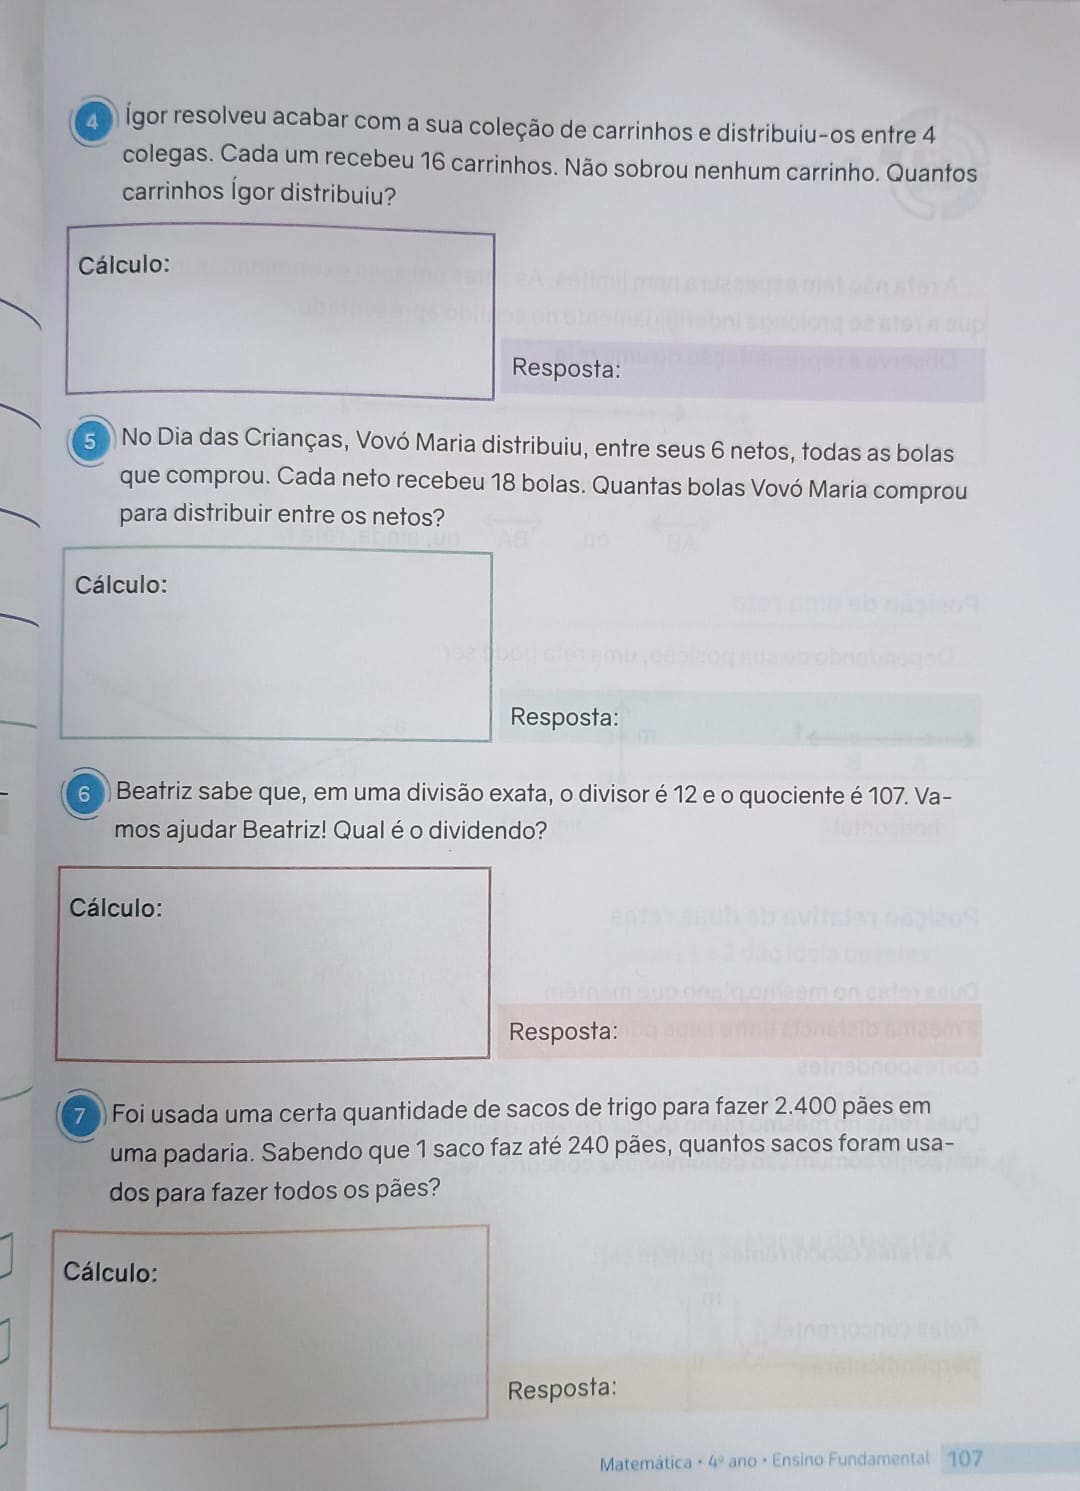 4 Ígor resolveu acabar com a sua coleção de carrinhos e distribuiu-os entre 4
colegas. Cada um recebeu 16 carrinhos. Não sobrou nenhum carrinho. Quantos
carrinhos Ígor distribuiu?
Cálculo:
Resposta:
5 No Dia das Crianças, Vovó Maria distribuiu, entre seus 6 netos, todas as bolas
que comprou. Cada neto recebeu 18 bolas. Quantas bolas Vovó Maria comprou
para distribuir entre os netos?
Cálculo:
Resposta:
6 Beatriz sabe que, em uma divisão exata, o divisor é 12 e o quociente é 107. Va-
mos ajudar Beatriz! Qual é o dividendo?
Cálculo:
Resposta:
7 Foi usada uma certa quantidade de sacos de trigo para fazer 2.400 pães em
uma padaria. Sabendo que 1 saco faz até 240 pães, quantos sacos foram usa-
dos para fazer todos os pães?
Cálculo:
Resposta:
Matemática • 4º ano • Ensino Fundamental 107